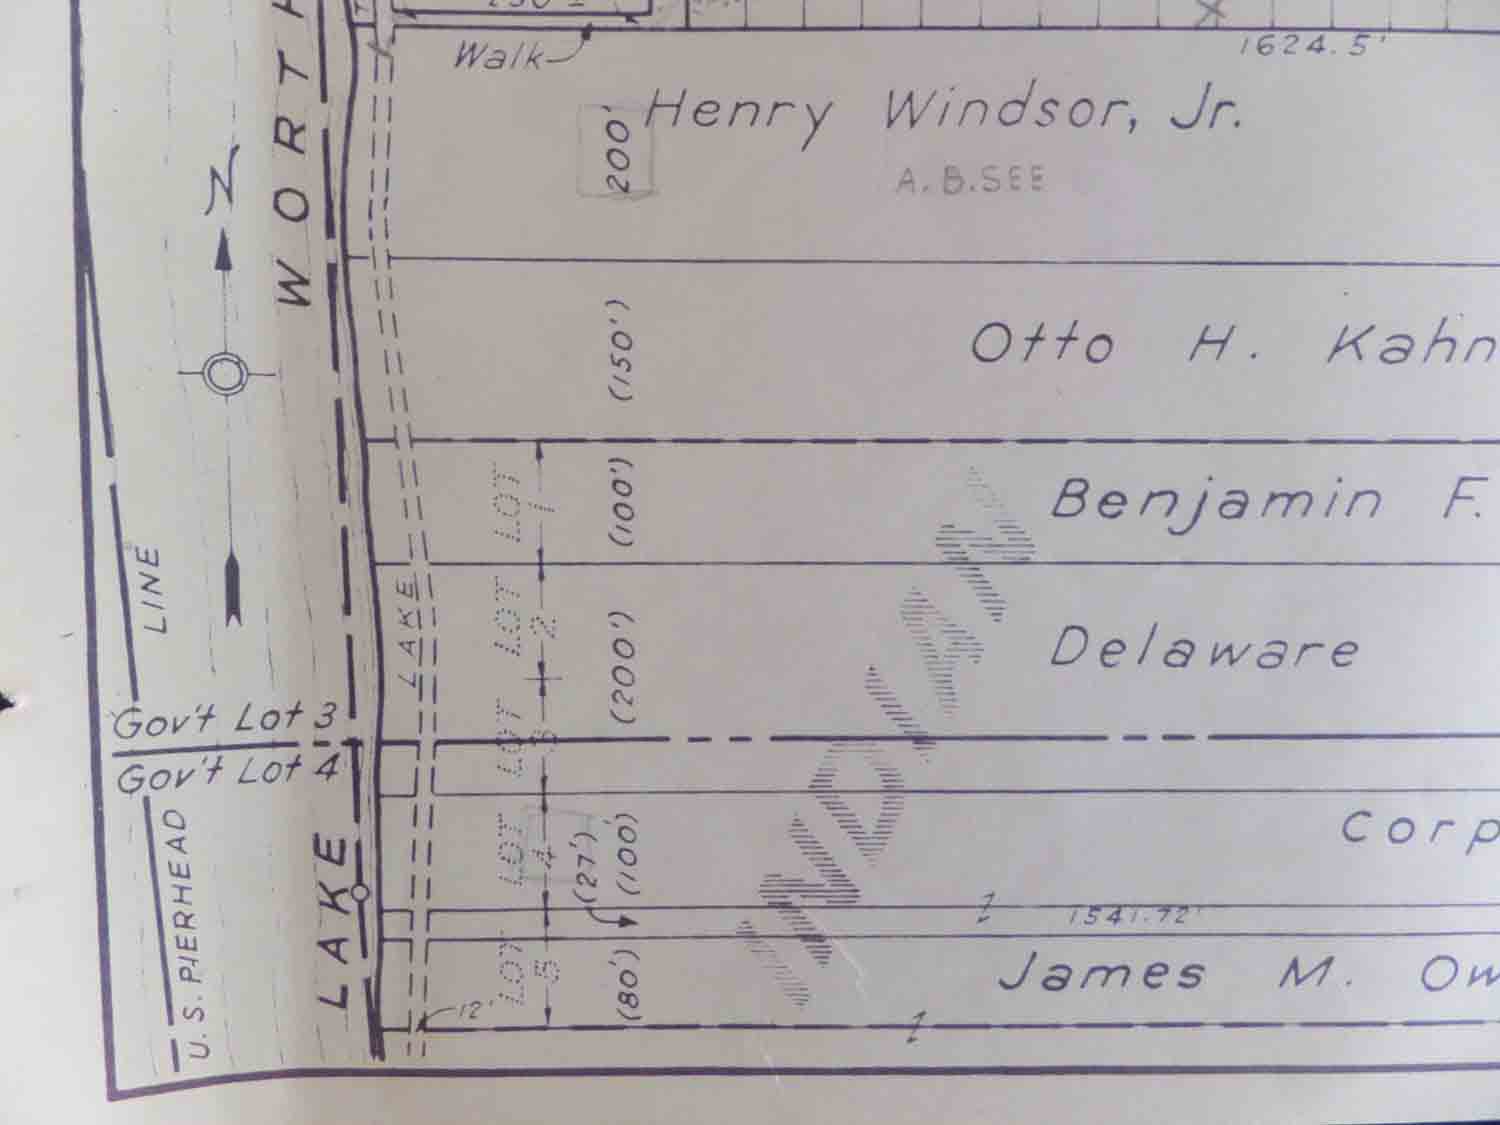 Walk
1624.5'
Henry Windsor, Jr.
200'
A. B. SEE
N
WORTH
(150')
Otto H. Kahn
LOT 1
(100')
Benjamin F.
LINE
LAKE
LOT 2
(200')
Delaware
Gov't Lot 3
LOT 3
Gov't Lot 4
INDIAN
LOT 4
(27')
(100')
Corp
LAKE
U.S. PIERHEAD
1541.72'
LOT 5
(80')
James M. Ow
12'